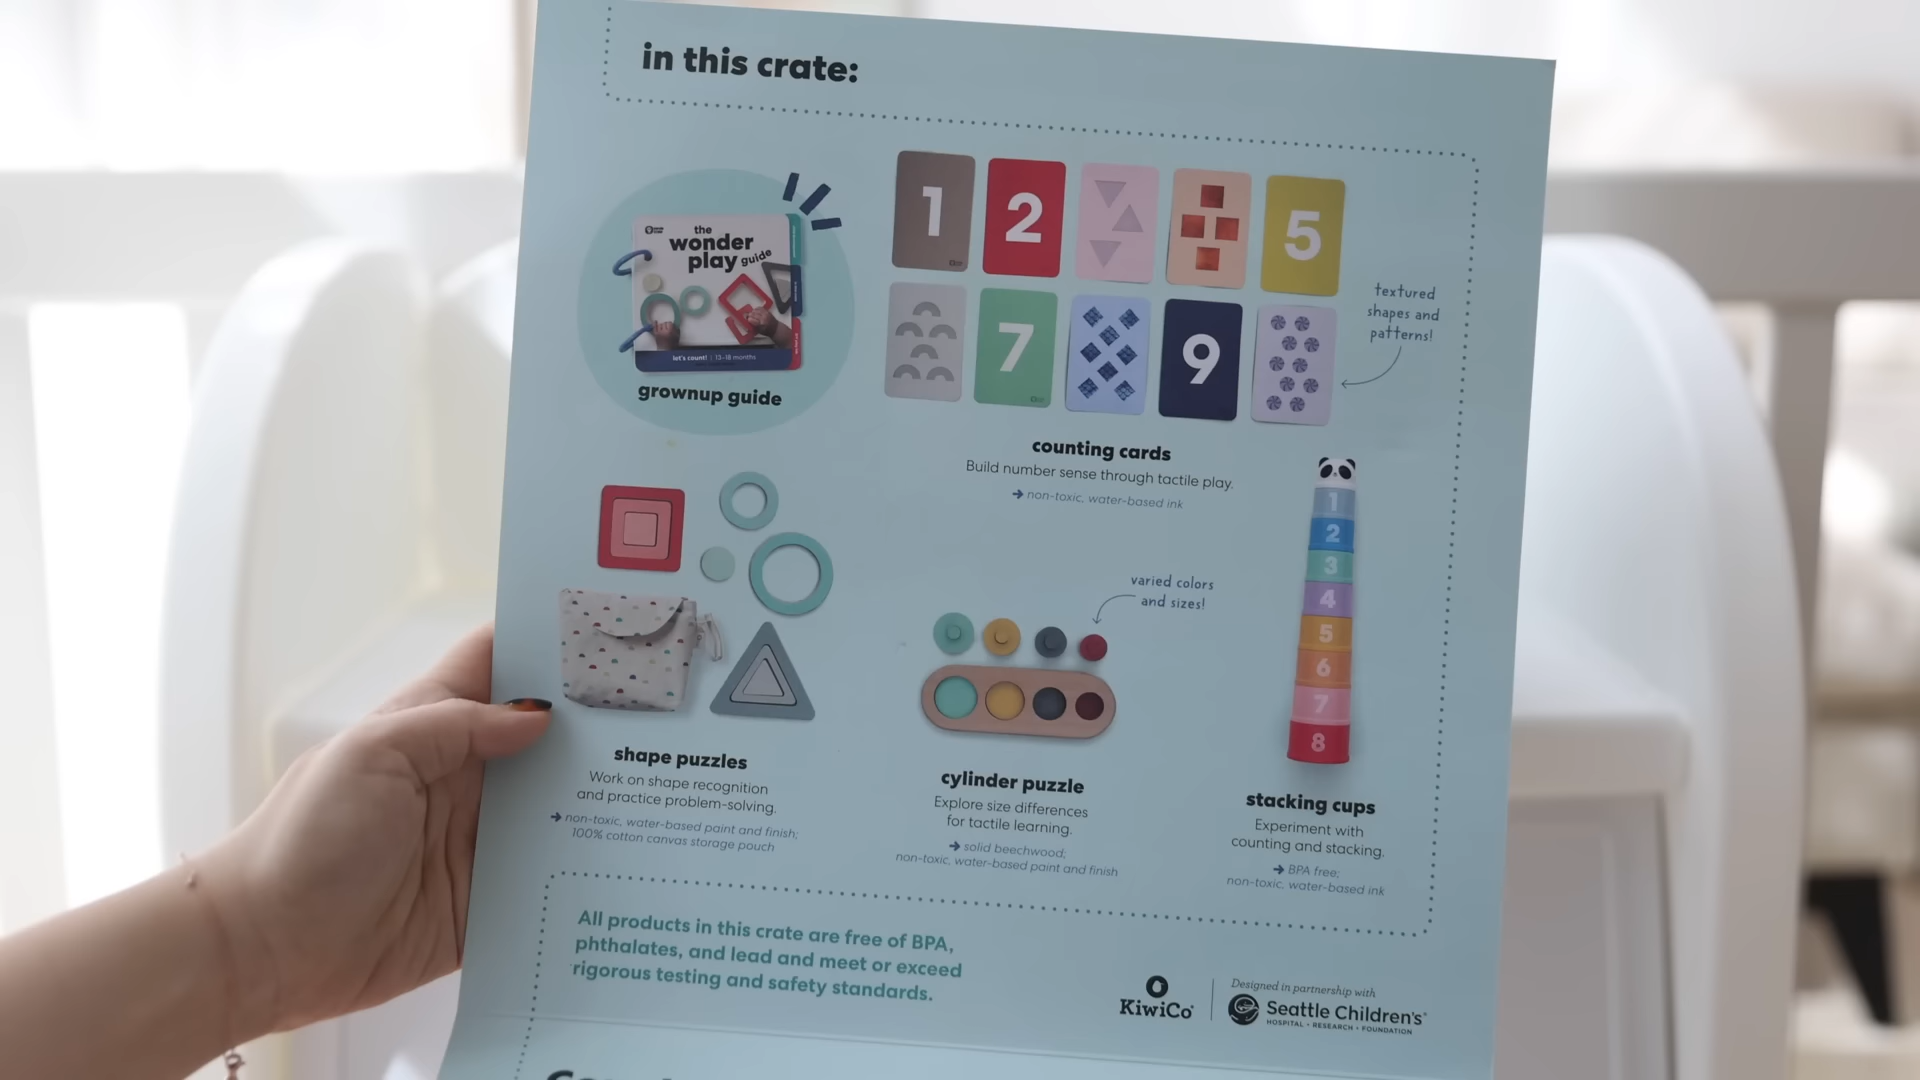 in this crate:
the
wonder
play guide
let's count! | 13-18 months
grownup guide
1
2
5
7
9
textured
shapes and
patterns!
counting cards
Build number sense through tactile play.
→ non-toxic, water-based ink
shape puzzles
Work on shape recognition
and practice problem-solving.
→ non-toxic, water-based paint and finish;
100% cotton canvas storage pouch
varied colors
and sizes!
cylinder puzzle
Explore size differences
for tactile learning.
→ solid beechwood;
non-toxic, water-based paint and finish
1
2
3
4
5
6
7
8
stacking cups
Experiment with
counting and stacking.
→ BPA free;
non-toxic, water-based ink
All products in this crate are free of BPA,
phthalates, and lead and meet or exceed
rigorous testing and safety standards.
KiwiCo
Designed in partnership with
Seattle Children's
HOSPITAL • RESEARCH • FOUNDATION